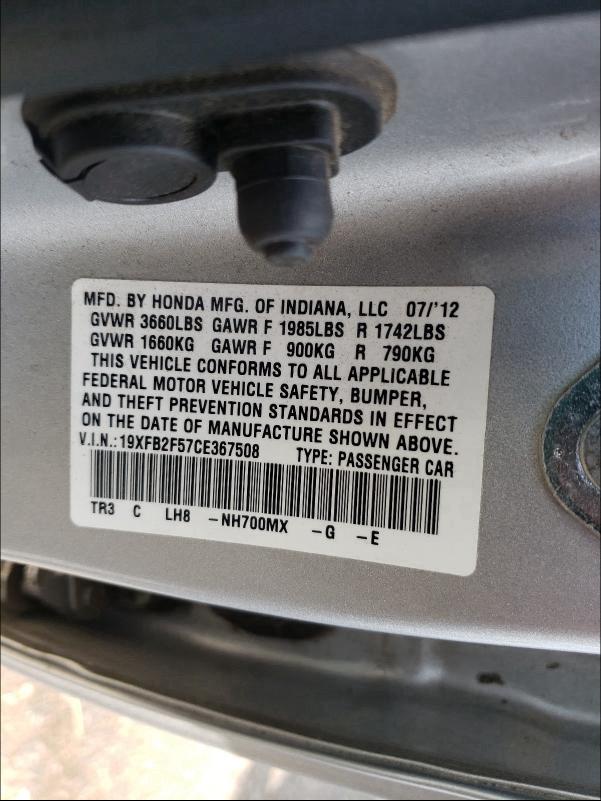 MFD. BY HONDA MFG. OF INDIANA, LLC 07/'12
GVWR 3660LBS GAWR F 1985LBS R 1742LBS
GVWR 1660KG GAWR F 900KG R 790KG
THIS VEHICLE CONFORMS TO ALL APPLICABLE
FEDERAL MOTOR VEHICLE SAFETY, BUMPER,
AND THEFT PREVENTION STANDARDS IN EFFECT
ON THE DATE OF MANUFACTURE SHOWN ABOVE.
V.I.N.:19XFB2F57CE367508 TYPE: PASSENGER CAR
TR3 C LH8 -NH700MX -G -E